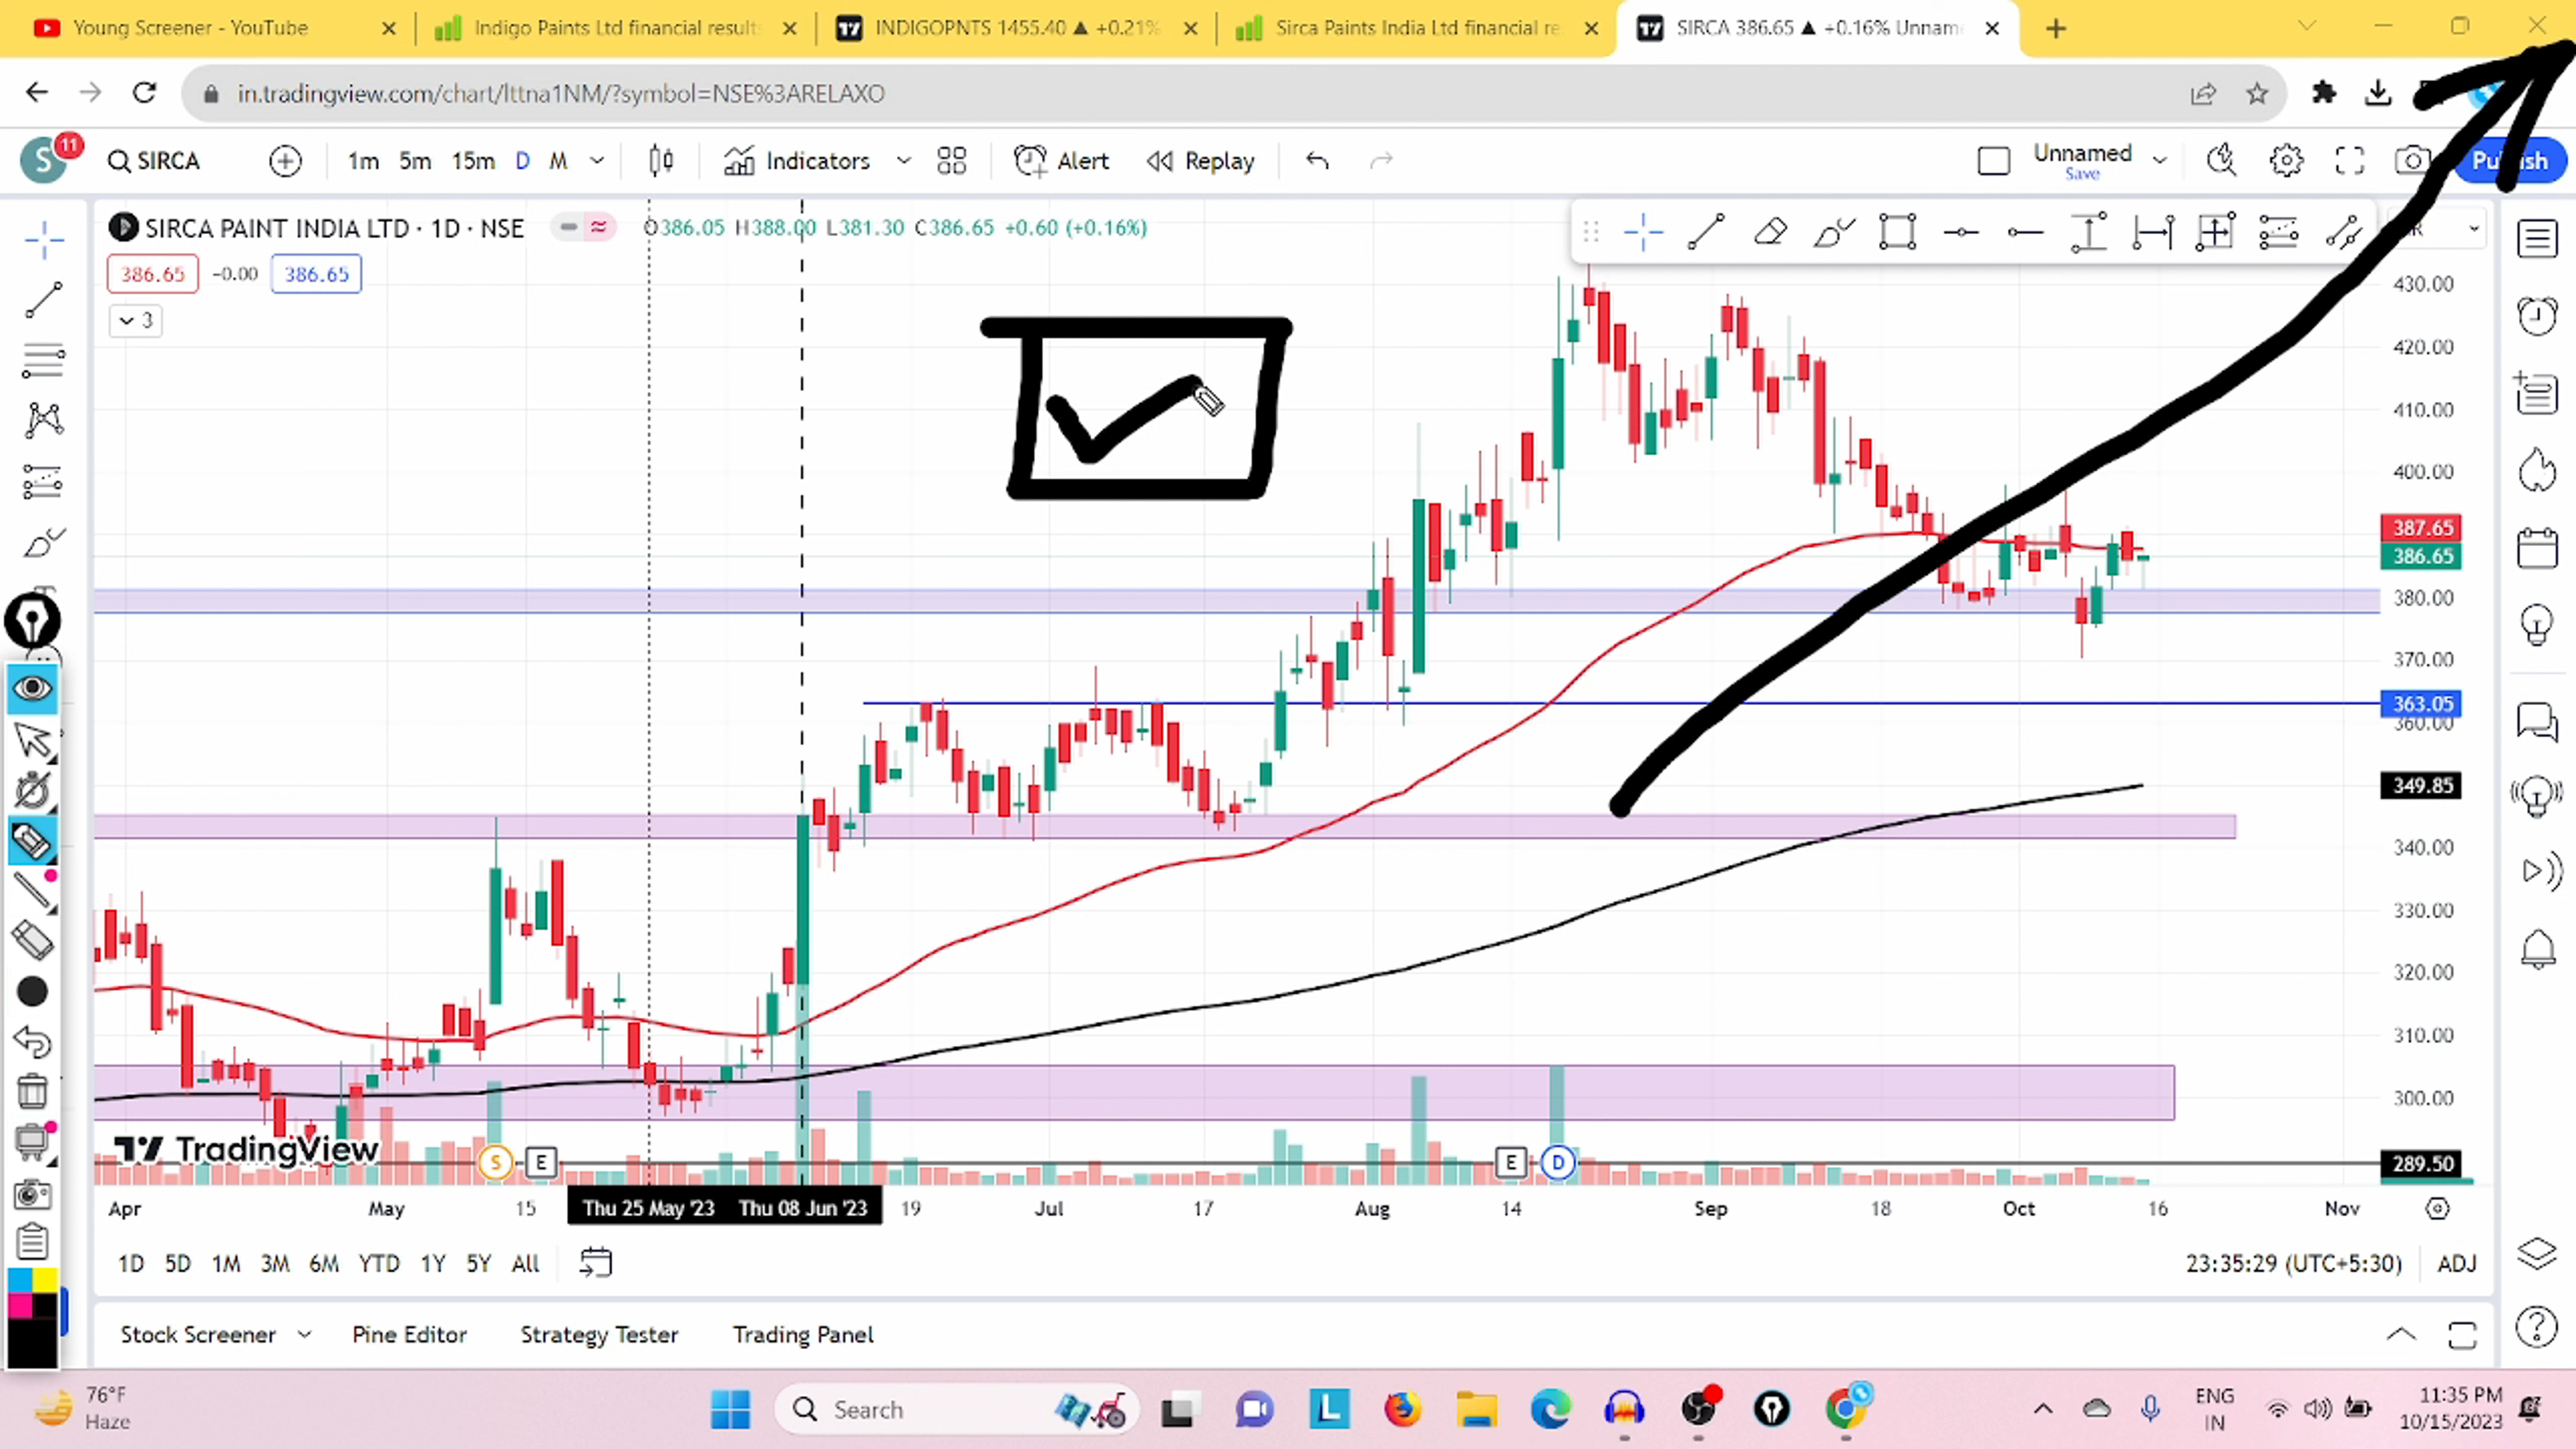 Young Screener - YouTube
Indigo Paints Ltd financial result
INDIGOPNTS 1455.40 ▲ +0.21%
Sirca Paints India Ltd financial re
SIRCA 386.65 ▲ +0.16% Unnam
in.tradingview.com/chart/lttna1NM/?symbol=NSE%3ARELAXO
S 11 SIRCA 1m 5m 15m D M Indicators Alert Replay Unnamed
Save
SIRCA PAINT INDIA LTD · 1D · NSE O386.05 H388.00 L381.30 C386.65 +0.60 (+0.16%)
386.65 -0.00 386.65
3
430.00
420.00
410.00
400.00
387.65
386.65
380.00
370.00
363.05
360.00
349.85
340.00
330.00
320.00
310.00
300.00
TradingView
S E E D
289.50
Apr May 15 Thu 25 May '23 Thu 08 Jun '23 19 Jul 17 Aug 14 Sep 18 Oct 16 Nov
1D 5D 1M 3M 6M YTD 1Y 5Y All 23:35:29 (UTC+5:30) ADJ
Stock Screener Pine Editor Strategy Tester Trading Panel
76°F
Haze
Search
ENG
IN
11:35 PM
10/15/2023